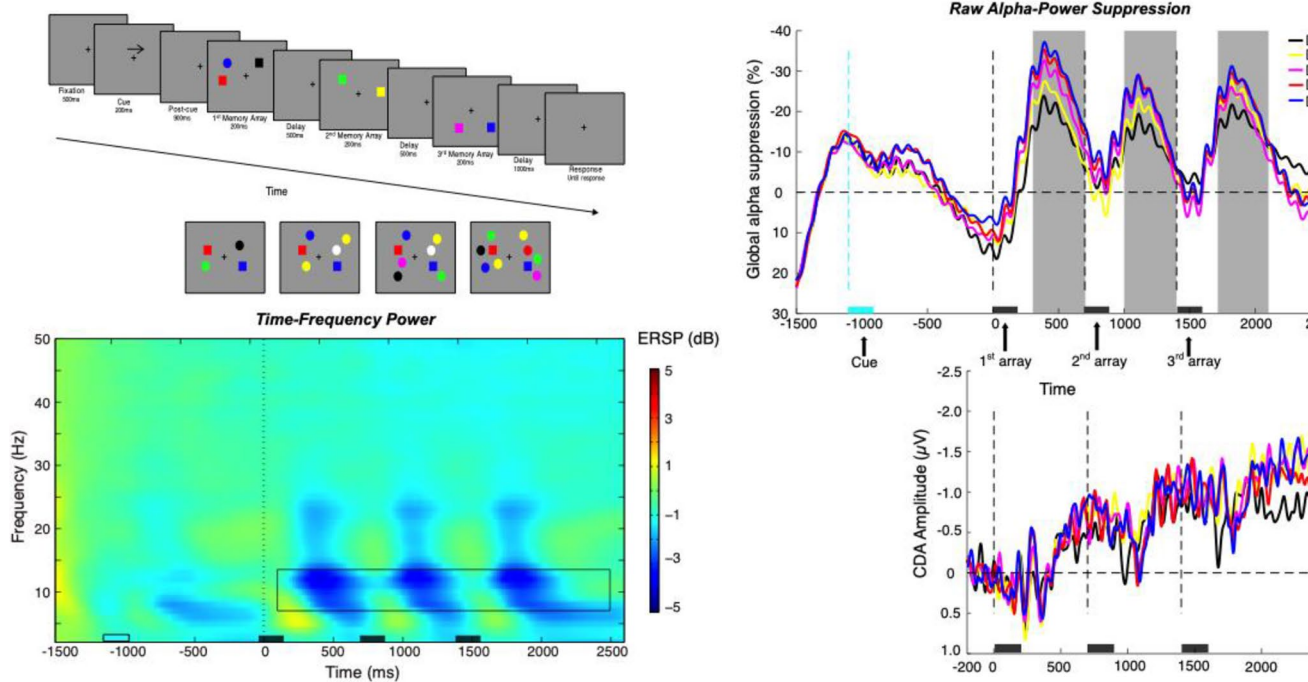 Fixation
500ms
Cue
200ms
Post-cue
900ms
1st Memory Array
200ms
Delay
500ms
2nd Memory Array
200ms
Delay
500ms
3rd Memory Array
200ms
Delay
1000ms
Response
Until response
Time
Time-Frequency Power
Frequency (Hz)
50
40
30
20
10
-1500 -1000 -500 0 500 1000 1500 2000 2500
Time (ms)
ERSP (dB)
5
3
1
-1
-3
-5
Raw Alpha-Power Suppression
Global alpha suppression (%)
-40
-30
-20
-10
0
10
20
30
-1500 -1000 -500 0 500 1000 1500 2000
Cue
1st array
2nd array
3rd array
Time
CDA Amplitude (µV)
-2.5
-2.0
-1.5
-1.0
-0.5
0
0.5
1.0
-200 0 500 1000 1500 2000